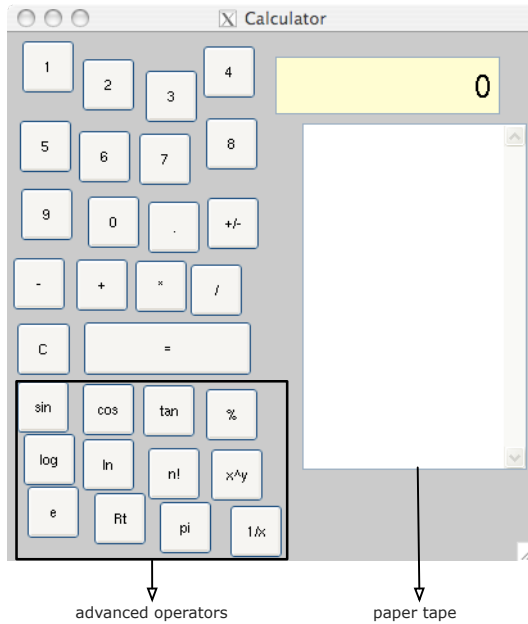 Calculator
1 2 3 4
0
5 6 7 8
9 0 . +/-
- + * /
C =
sin cos tan %
log ln n! x^y
e Rt pi 1/x
advanced operators
paper tape